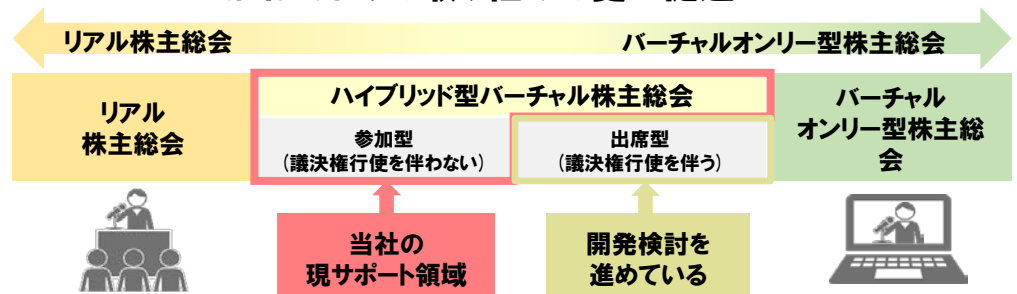 リアル株主総会
バーチャルオンリー型株主総会
リアル
株主総会
ハイブリッド型バーチャル株主総会
参加型
(議決権行使を伴わない)
出席型
(議決権行使を伴う)
バーチャル
オンリー型株主総
会
当社の
現サポート領域
開発検討を
進めている